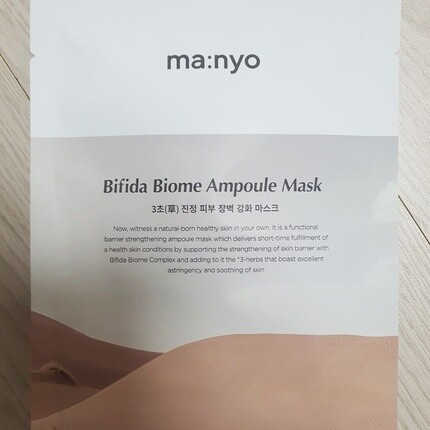 ma:nyo
Bifida Biome Ampoule Mask
3초(草) 진정 피부 장벽 강화 마스크
Now, witness a natural-born healthy skin in your own. It is a functional
barrier strengthening ampoule mask which delivers short-time fulfillment of
a health skin conditions by supporting the strengthening of skin barrier with
Bifida Biome Complex and adding to it the *3-herbs that boast excellent
astringency and soothing of skin